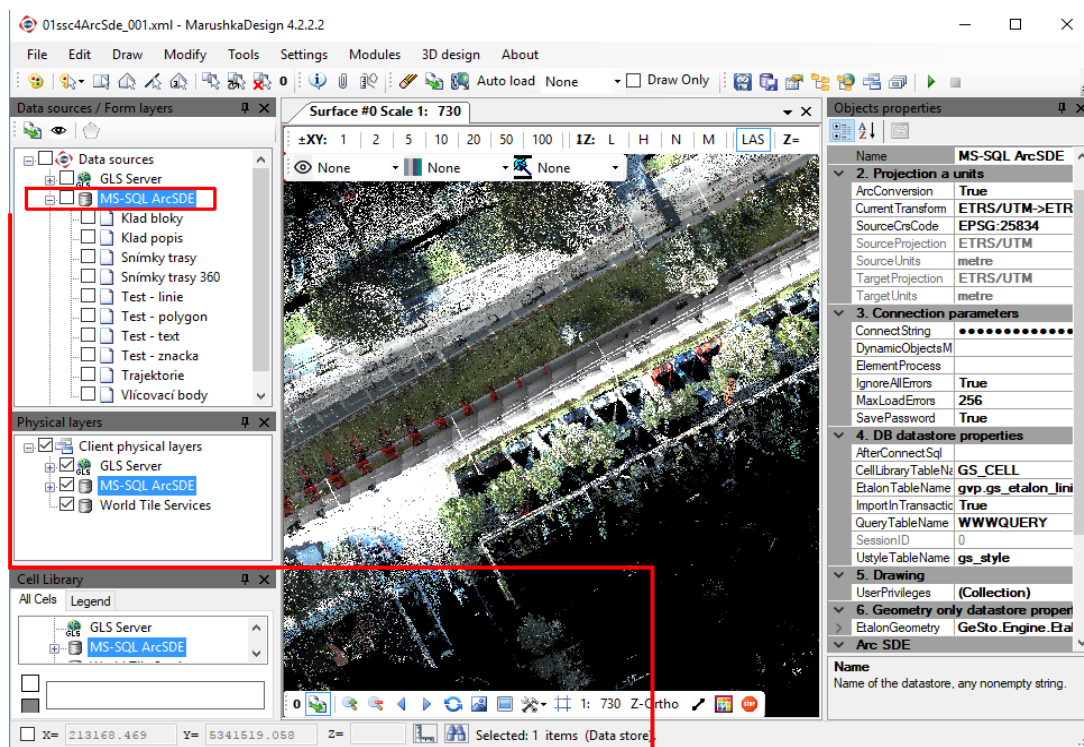 01ssc4ArcSde_001.xml - MarushkaDesign 4.2.2.2
File Edit Draw Modify Tools Settings Modules 3D design About
0 Auto load None Draw Only
Data sources / Form layers
Data sources
GLS Server
MS-SQL ArcSDE
Klad bloky
Klad popis
Snímky trasy
Snímky trasy 360
Test - linie
Test - polygon
Test - text
Test - znacka
Trajektorie
Vlícovací body
Physical layers
Client physical layers
GLS Server
MS-SQL ArcSDE
World Tile Services
Cell Library
All Cels Legend
GLS Server
MS-SQL ArcSDE
Surface #0 Scale 1: 730
±XY: 1 2 5 10 20 50 100 IZ: L H N M LAS Z=
None None None
0 1: 730 Z-Ortho STOP
Objects properties
Name MS-SQL ArcSDE
2. Projection a units
ArcConversion True
CurrentTransform ETRS/UTM->ETR
SourceCrsCode EPSG:25834
SourceProjection ETRS/UTM
SourceUnits metre
TargetProjection ETRS/UTM
TargetUnits metre
3. Connection parameters
ConnectString ●●●●●●●●●●●●●
DynamicObjectsM
ElementProcess
IgnoreAllErrors True
MaxLoadErrors 256
SavePassword True
4. DB datastore properties
AfterConnectSql
CellLibraryTableNa GS_CELL
EtalonTableName gvp.gs_etalon_lini
ImportInTransactic True
QueryTableName WWWQUERY
SessionID 0
UstyleTableName gs_style
5. Drawing
UserPrivileges (Collection)
6. Geometry only datastore proper
EtalonGeometry GeSto.Engine.Etal
Arc SDE
Name
Name of the datastore, any nonempty string.
X= 213168.469 Y= 5341519.058 Z= Selected: 1 items (Data store)